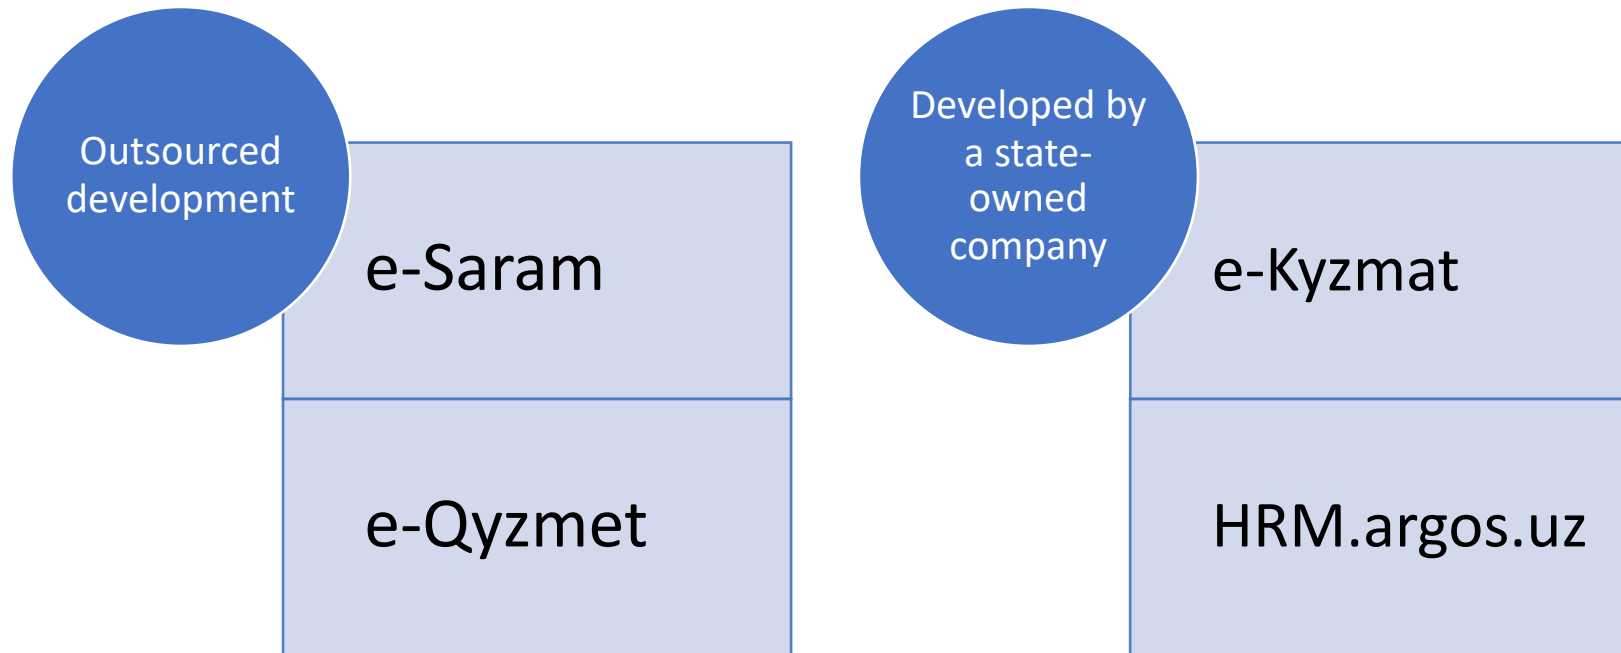 Outsourced
development
e-Saram
e-Qyzmet
Developed by
a state-
owned
company
e-Kyzmat
HRM.argos.uz